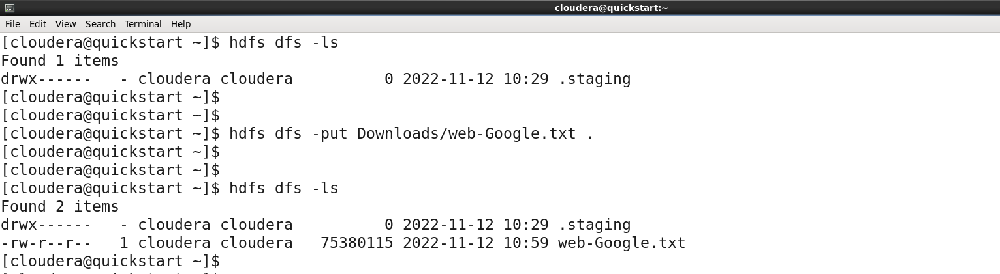 cloudera@quickstart:~
File Edit View Search Terminal Help
[cloudera@quickstart ~]$ hdfs dfs -ls
Found 1 items
drwx------   - cloudera cloudera          0 2022-11-12 10:29 .staging
[cloudera@quickstart ~]$
[cloudera@quickstart ~]$
[cloudera@quickstart ~]$ hdfs dfs -put Downloads/web-Google.txt .
[cloudera@quickstart ~]$
[cloudera@quickstart ~]$
[cloudera@quickstart ~]$ hdfs dfs -ls
Found 2 items
drwx------   - cloudera cloudera          0 2022-11-12 10:29 .staging
-rw-r--r--   1 cloudera cloudera   75380115 2022-11-12 10:59 web-Google.txt
[cloudera@quickstart ~]$